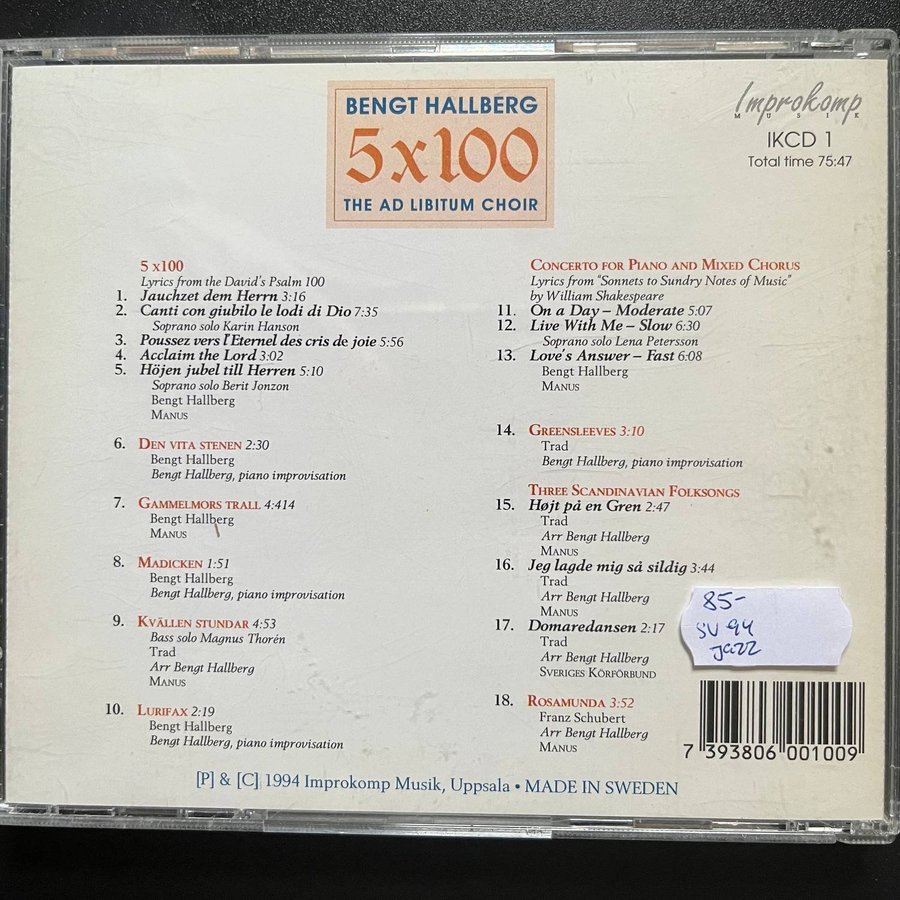 BENGT HALLBERG
5x100
THE AD LIBITUM CHOIR
Improkomp
MUSIK
IKCD 1
Total time 75:47
5 x100
Lyrics from the David's Psalm 100
1. Jauchzet dem Herrn 3:16
2. Canti con giubilo le lodi di Dio 7:35
Soprano solo Karin Hanson
3. Poussez vers l'Eternel des cris de joie 5:56
4. Acclaim the Lord 3:02
5. Höjen jubel till Herren 5:10
Soprano solo Berit Jonzon
Bengt Hallberg
MANUS
6. DEN VITA STENEN 2:30
Bengt Hallberg
Bengt Hallberg, piano improvisation
7. GAMMELMORS TRALL 4:414
Bengt Hallberg
MANUS
8. MADICKEN 1:51
Bengt Hallberg
Bengt Hallberg, piano improvisation
9. KVÄLLEN STUNDAR 4:53
Bass solo Magnus Thorén
Trad
Arr Bengt Hallberg
MANUS
10. LURIFAX 2:19
Bengt Hallberg
Bengt Hallberg, piano improvisation
CONCERTO FOR PIANO AND MIXED CHORUS
Lyrics from "Sonnets to Sundry Notes of Music"
by William Shakespeare
11. On a Day – Moderate 5:07
12. Live With Me – Slow 6:30
Soprano solo Lena Petersson
13. Love's Answer – Fast 6:08
Bengt Hallberg
MANUS
14. GREENSLEEVES 3:10
Trad
Bengt Hallberg, piano improvisation
THREE SCANDINAVIAN FOLKSONGS
15. Højt på en Gren 2:47
Trad
Arr Bengt Hallberg
MANUS
16. Jeg lagde mig så sildig 3:44
Trad
Arr Bengt Hallberg
MANUS
17. Domaredansen 2:17
Trad
Arr Bengt Hallberg
SVERIGES KÖRFÖRBUND
18. ROSAMUNDA 3:52
Franz Schubert
Arr Bengt Hallberg
MANUS
85-
SV 94
Jazz
7 393806 001009
[P] & [C] 1994 Improkomp Musik, Uppsala • MADE IN SWEDEN